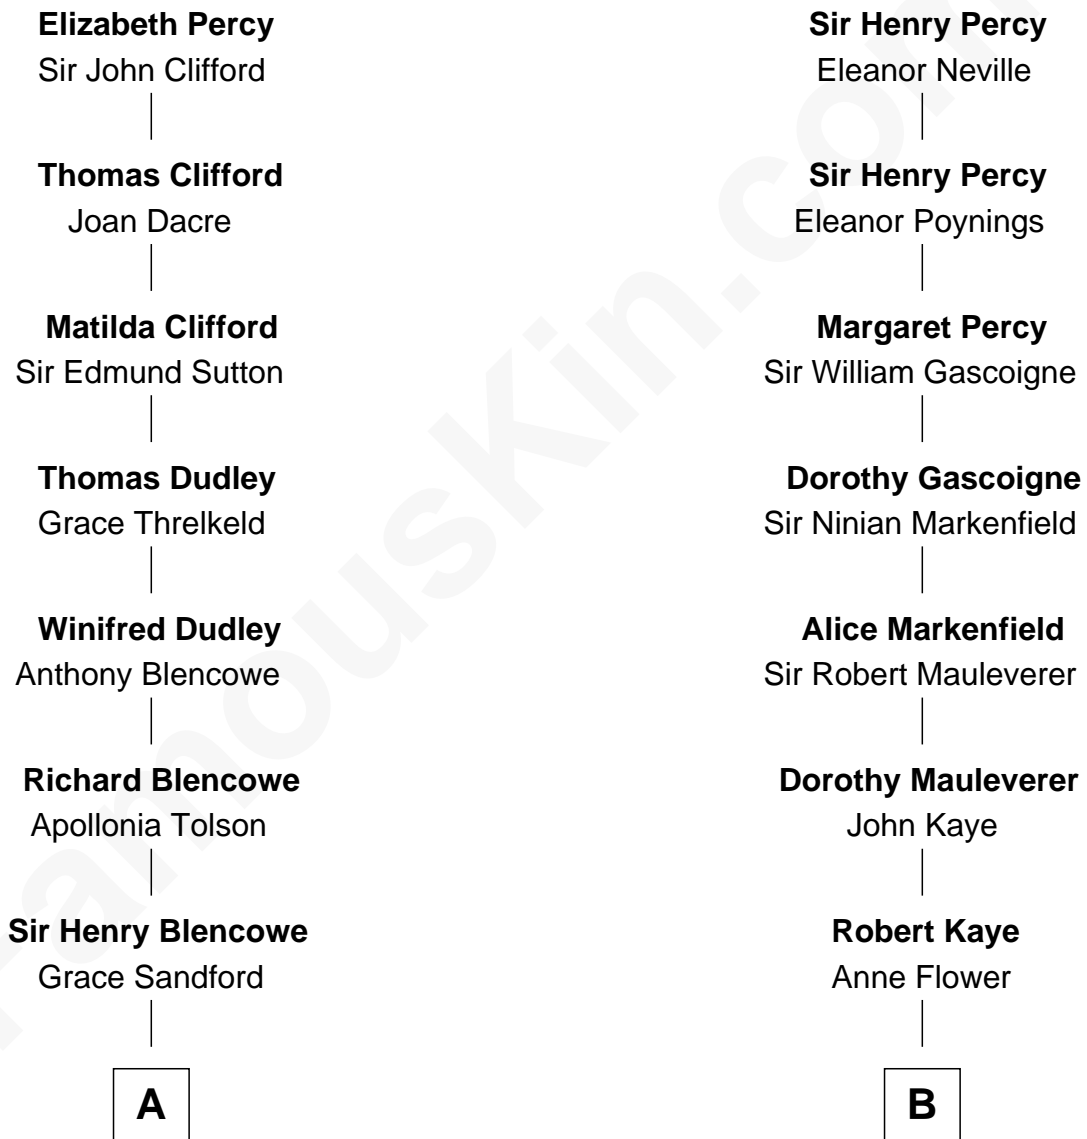 Elizabeth Percy
Sir John Clifford
Thomas Clifford
Joan Dacre
Matilda Clifford
Sir Edmund Sutton
Thomas Dudley
Grace Threlkeld
Winifred Dudley
Anthony Blencowe
Richard Blencowe
Apollonia Tolson
Sir Henry Blencowe
Grace Sandford
A
Sir Henry Percy
Eleanor Neville
Sir Henry Percy
Eleanor Poynings
Margaret Percy
Sir William Gascoigne
Dorothy Gascoigne
Sir Ninian Markenfield
Alice Markenfield
Sir Robert Mauleverer
Dorothy Mauleverer
John Kaye
Robert Kaye
Anne Flower
B
FamousKin.com